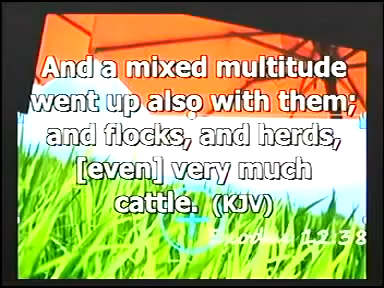 And a mixed multitude
went up also with them;
and flocks, and herds,
[even] very much
cattle. (KJV)
Exodus 12:38